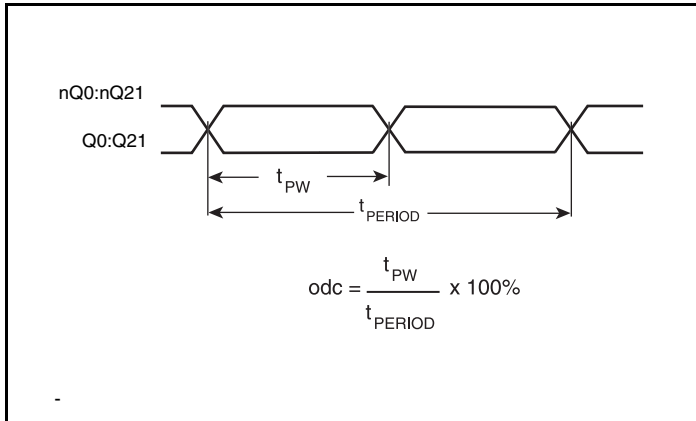 nQ0:nQ21
Q0:Q21
tPW
tPERIOD
odc = tPW / tPERIOD x 100%
-